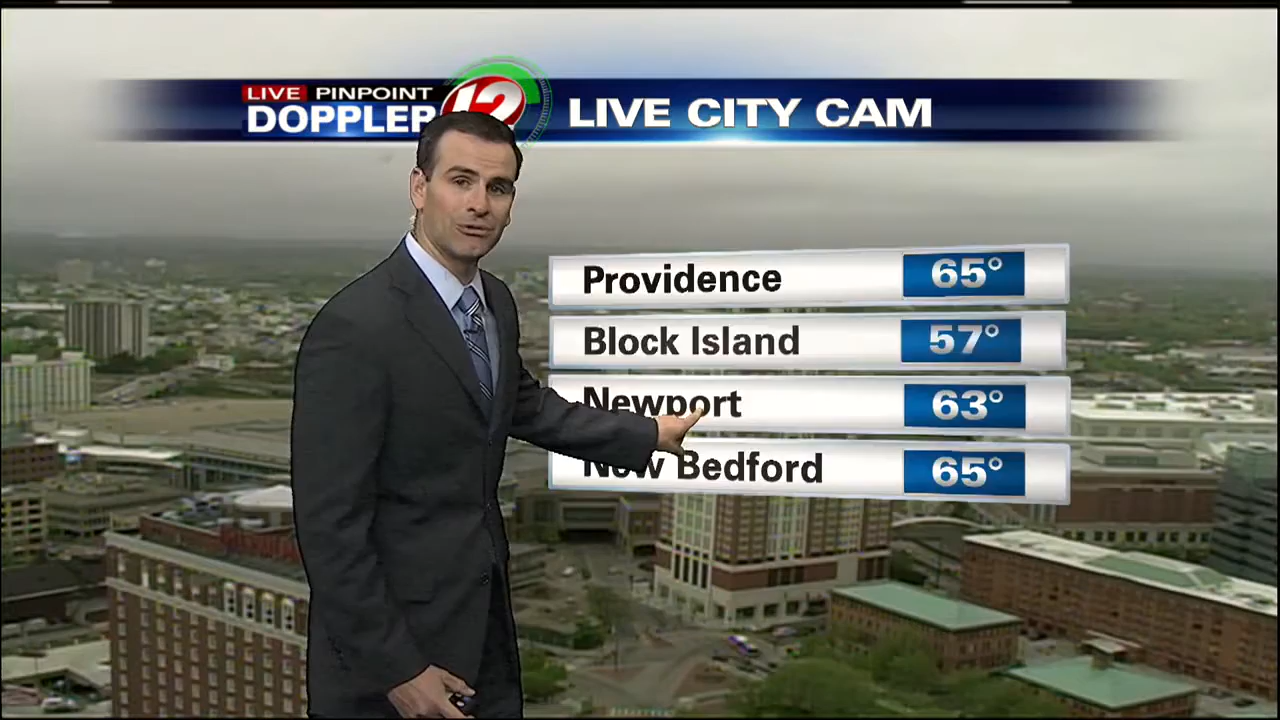 LIVE PINPOINT
DOPPLER 12
LIVE CITY CAM
Providence 65°
Block Island 57°
Newport 63°
New Bedford 65°